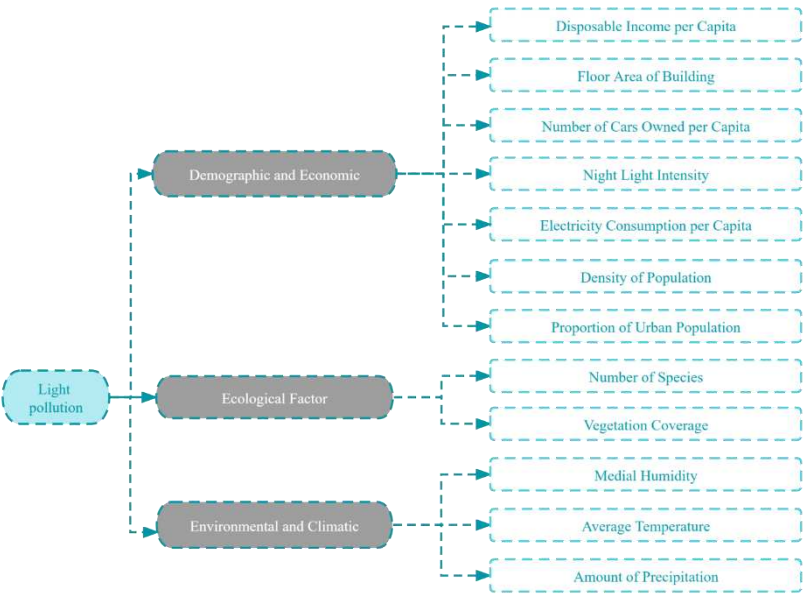 Disposable Income per Capita
Floor Area of Building
Number of Cars Owned per Capita
Demographic and Economic
Night Light Intensity
Electricity Consumption per Capita
Density of Population
Proportion of Urban Population
Light
pollution
Ecological Factor
Number of Species
Vegetation Coverage
Environmental and Climatic
Medial Humidity
Average Temperature
Amount of Precipitation